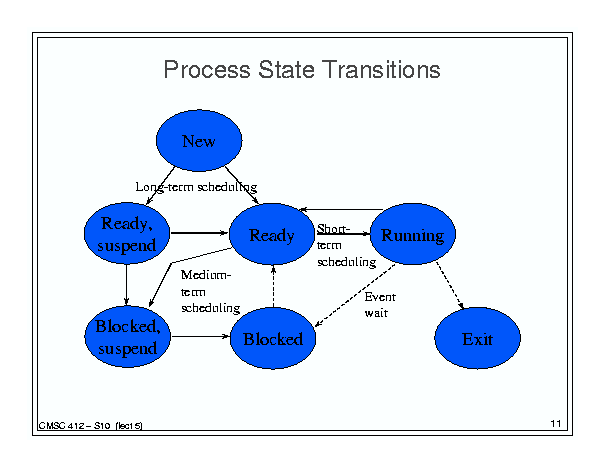 Process State Transitions
New
Long-term scheduling
Ready,
suspend
Ready
Short-
term
scheduling
Running
Medium-
term
scheduling
Event
wait
Blocked,
suspend
Blocked
Exit
CMSC 412 – S10 (lect 5)
11